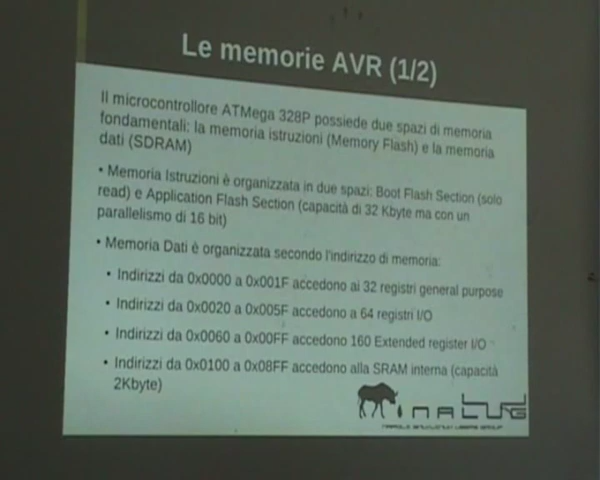 Le memorie AVR (1/2)
Il microcontrollore ATMega 328P possiede due spazi di memoria
fondamentali: la memoria istruzioni (Memory Flash) e la memoria
dati (SDRAM)
• Memoria Istruzioni è organizzata in due spazi: Boot Flash Section (solo
read) e Application Flash Section (capacità di 32 Kbyte ma con un
parallelismo di 16 bit)
• Memoria Dati è organizzata secondo l'indirizzo di memoria:
• Indirizzi da 0x0000 a 0x001F accedono ai 32 registri general purpose
• Indirizzi da 0x0020 a 0x005F accedono a 64 registri I/O
• Indirizzi da 0x0060 a 0x00FF accedono 160 Extended register I/O
• Indirizzi da 0x0100 a 0x08FF accedono alla SRAM interna (capacità
2Kbyte)